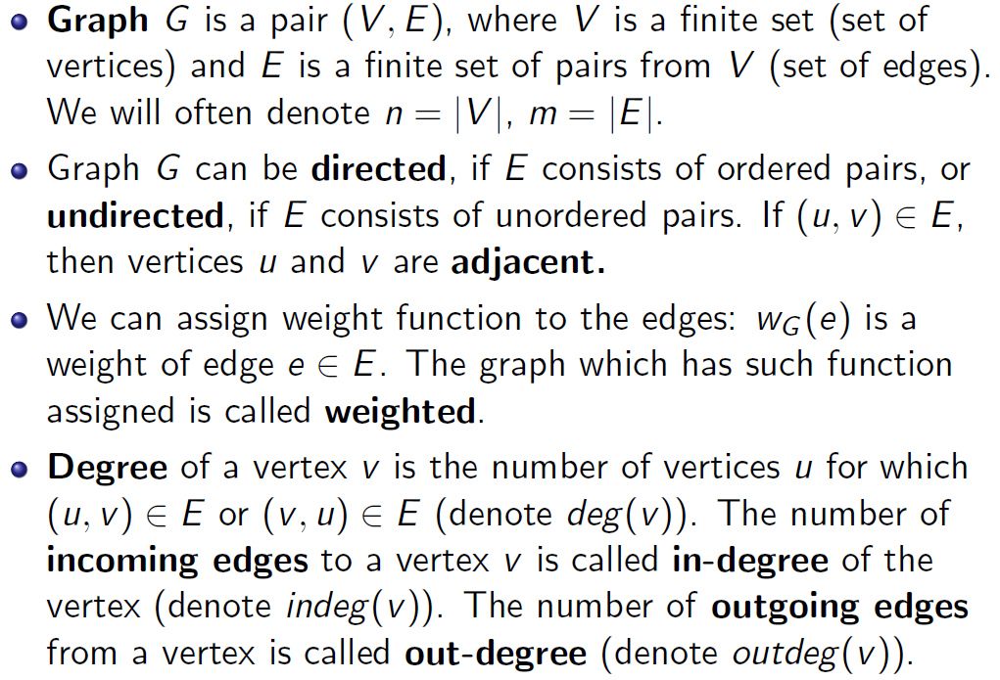 Graph G is a pair (V, E), where V is a finite set (set of
vertices) and E is a finite set of pairs from V (set of edges).
We will often denote n = |V|, m = |E|.
Graph G can be directed, if E consists of ordered pairs, or
undirected, if E consists of unordered pairs. If (u, v) ∈ E,
then vertices u and v are adjacent.
We can assign weight function to the edges: w_G(e) is a
weight of edge e ∈ E. The graph which has such function
assigned is called weighted.
Degree of a vertex v is the number of vertices u for which
(u, v) ∈ E or (v, u) ∈ E (denote deg(v)). The number of
incoming edges to a vertex v is called in-degree of the
vertex (denote indeg(v)). The number of outgoing edges
from a vertex is called out-degree (denote outdeg(v)).